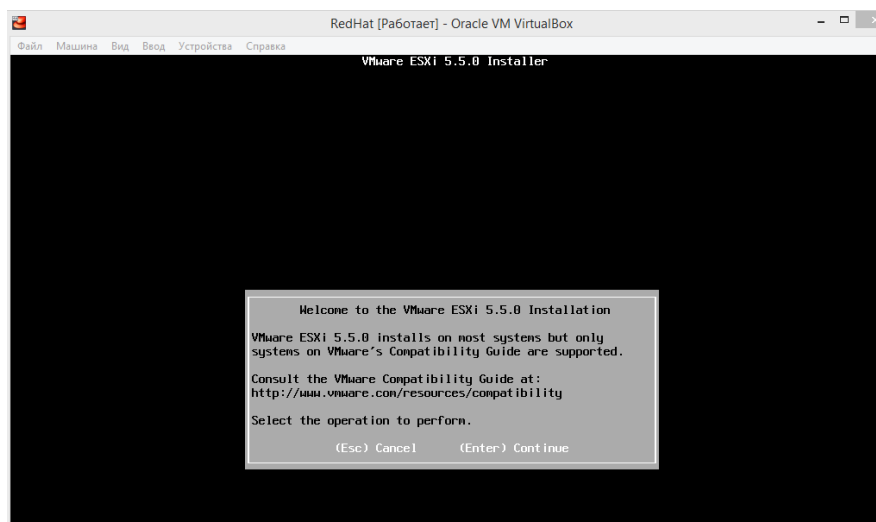 RedHat [Работает] - Oracle VM VirtualBox
Файл Машина Вид Ввод Устройства Справка
VMware ESXi 5.5.0 Installer
Welcome to the VMware ESXi 5.5.0 Installation
VMware ESXi 5.5.0 installs on most systems but only
systems on VMware's Compatibility Guide are supported.
Consult the VMware Compatibility Guide at:
http://www.vmware.com/resources/compatibility
Select the operation to perform.
(Esc) Cancel (Enter) Continue